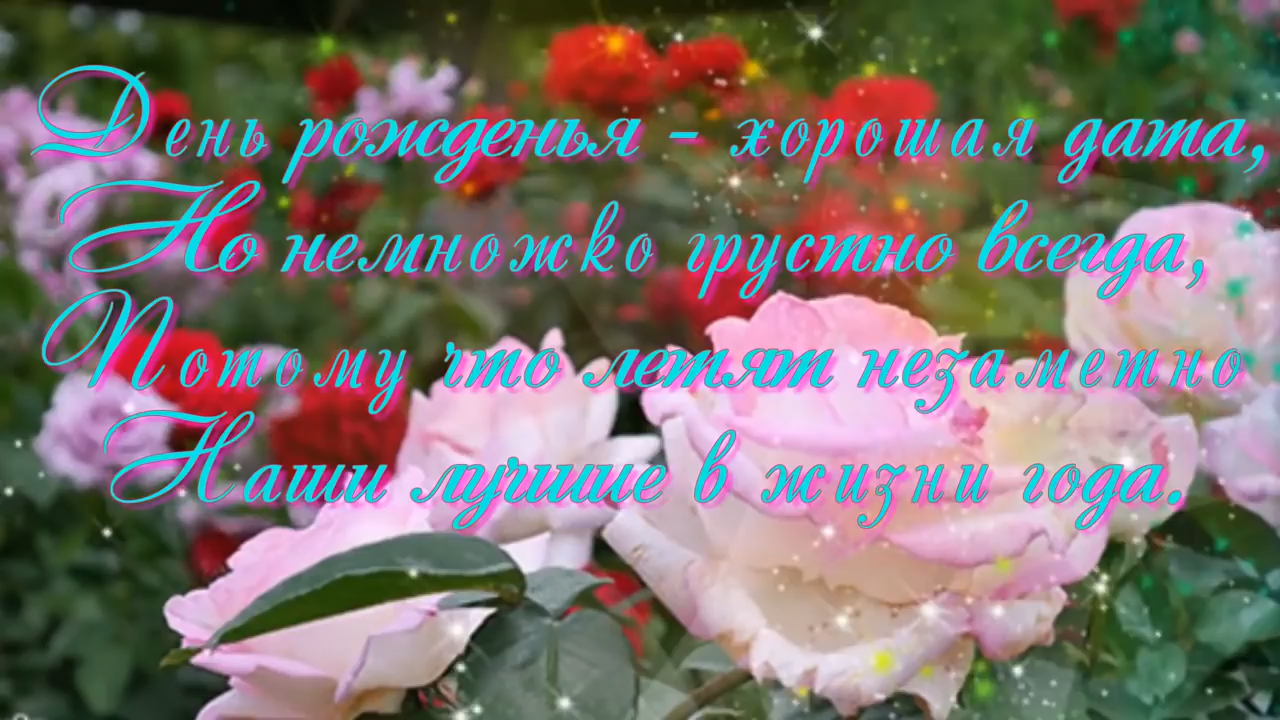 День рожденья - хорошая дата,
Но немножко грустно всегда,
Потому что летят незаметно
Наши лучшие в жизни года.